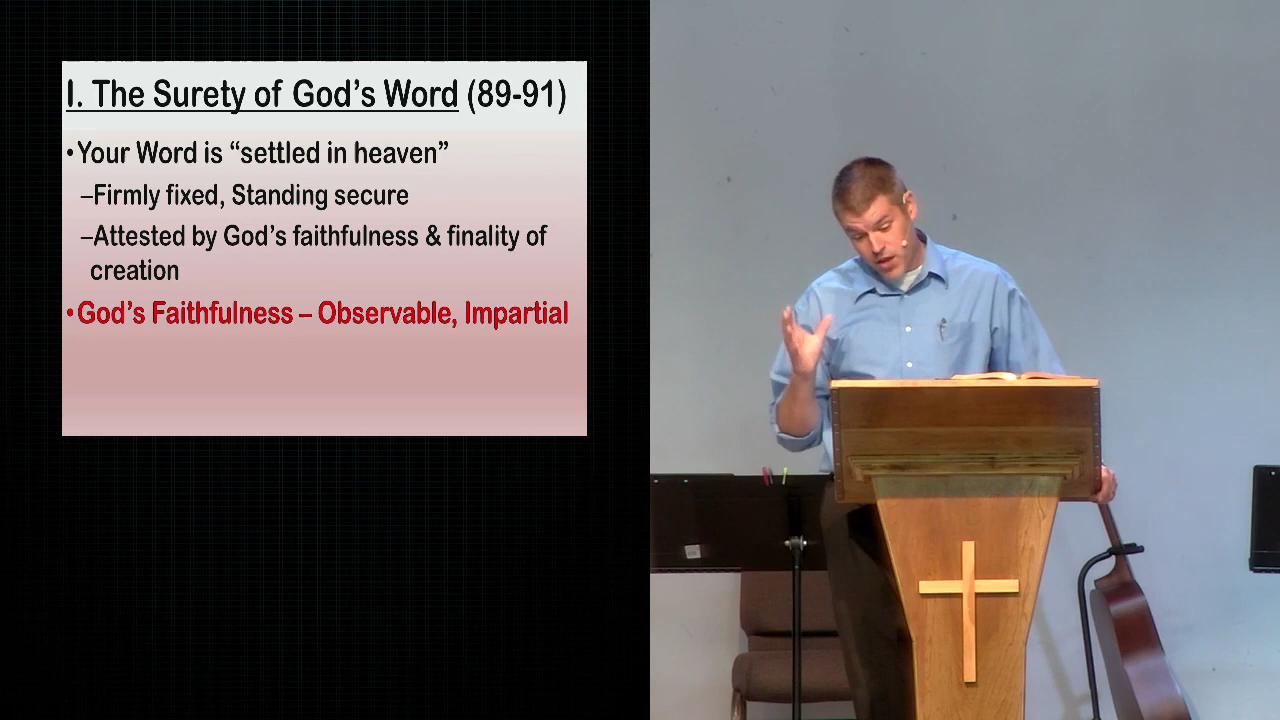 I. The Surety of God’s Word (89-91)
•Your Word is “settled in heaven”
–Firmly fixed, Standing secure
–Attested by God’s faithfulness & finality of
creation
•God’s Faithfulness – Observable, Impartial